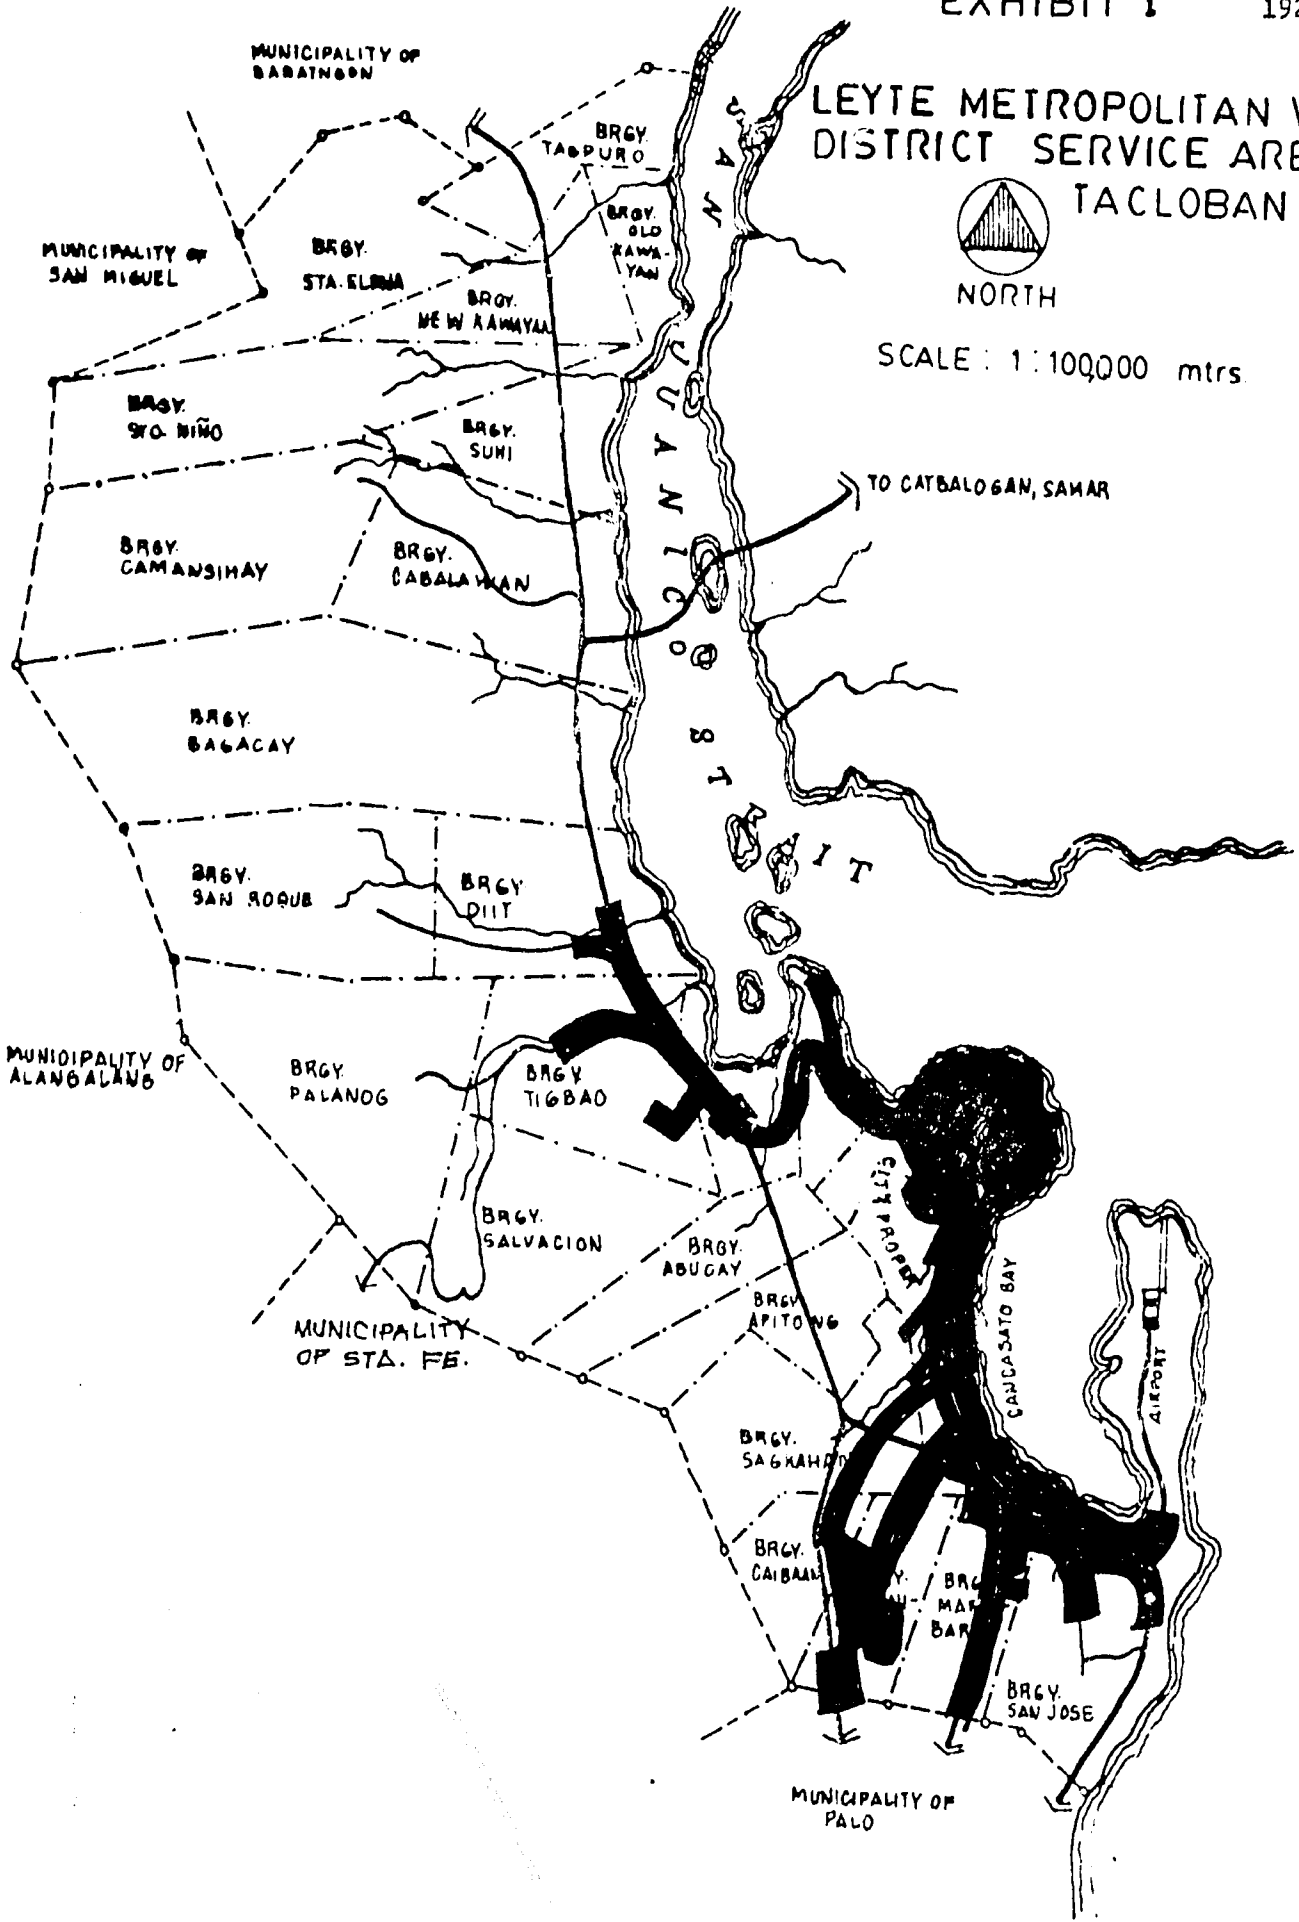 EXHIBIT 1 192
LEYTE METROPOLITAN W
DISTRICT SERVICE ARE
TACLOBAN
NORTH
SCALE : 1:100,000 mtrs.
MUNICIPALITY OF
BABATNGON
BRGY.
TAGPURO
BRGY.
OLD
KAWA-
YAN
MUNICIPALITY OF
SAN MIGUEL
BRGY.
STA. ELENA
BRGY.
NEW KAWAYAN
SAN JUANICO STRAIT
BRGY.
STO. NIÑO
BRGY.
SUHI
TO CATBALOGAN, SAMAR
BRGY.
CAMANSIHAY
BRGY.
CABALAWAN
BRGY.
BAGACAY
BRGY.
SAN ROQUE
BRGY
DIIT
MUNICIPALITY OF
ALANGALANG
BRGY.
PALANOG
BRGY.
TIGBAO
CITY PROPER
BRGY.
SALVACION
BRGY.
ABUCAY
BRGY.
APITONG
CANCABATO BAY
AIRPORT
MUNICIPALITY
OF STA. FE.
BRGY.
SAGKAHAN
BRGY.
CAIBAAN
BRG
MAR
BAR
BRGY.
SAN JOSE
MUNICIPALITY OF
PALO